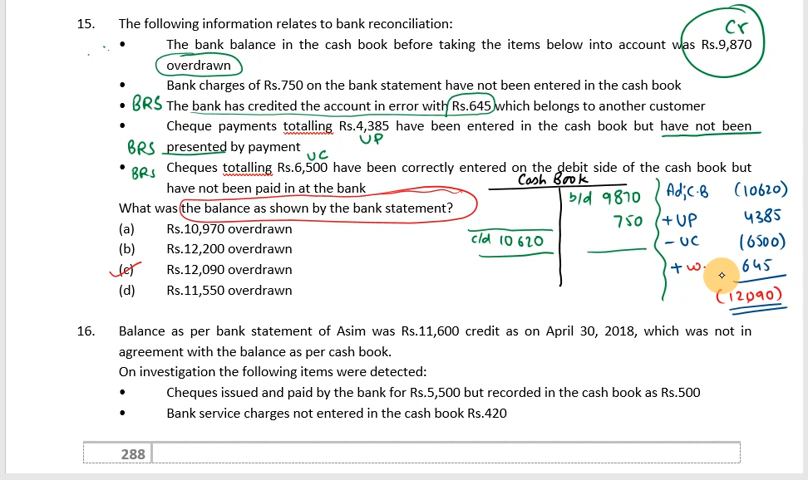 15. The following information relates to bank reconciliation:
Cr
• The bank balance in the cash book before taking the items below into account was Rs.9,870
overdrawn
• Bank charges of Rs.750 on the bank statement have not been entered in the cash book
• BRS The bank has credited the account in error with Rs.645 which belongs to another customer
• Cheque payments totalling Rs.4,385 have been entered in the cash book but have not been
UP
BRS presented by payment
UC
• BRS Cheques totalling Rs.6,500 have been correctly entered on the debit side of the cash book but
have not been paid in at the bank
What was the balance as shown by the bank statement?
(a) Rs.10,970 overdrawn
(b) Rs.12,200 overdrawn
(c) Rs.12,090 overdrawn
(d) Rs.11,550 overdrawn
Cash Book
b/d 9870
750
c/d 10620
Adj C.B (10620)
+ UP 4385
- UC (6500)
+ w. 645
(12090)
16. Balance as per bank statement of Asim was Rs.11,600 credit as on April 30, 2018, which was not in
agreement with the balance as per cash book.
On investigation the following items were detected:
• Cheques issued and paid by the bank for Rs.5,500 but recorded in the cash book as Rs.500
• Bank service charges not entered in the cash book Rs.420
288